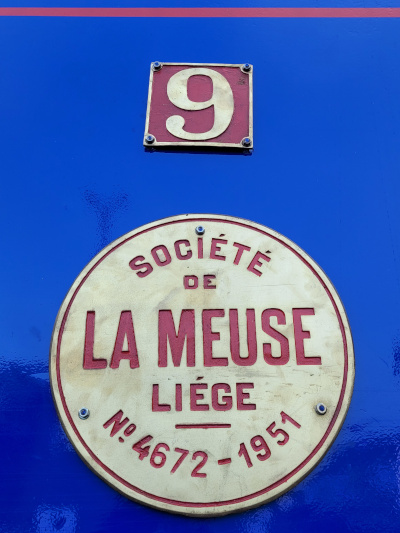 9
SOCIÉTÉ
DE
LA MEUSE
LIÉGE
No. 4672 - 1951